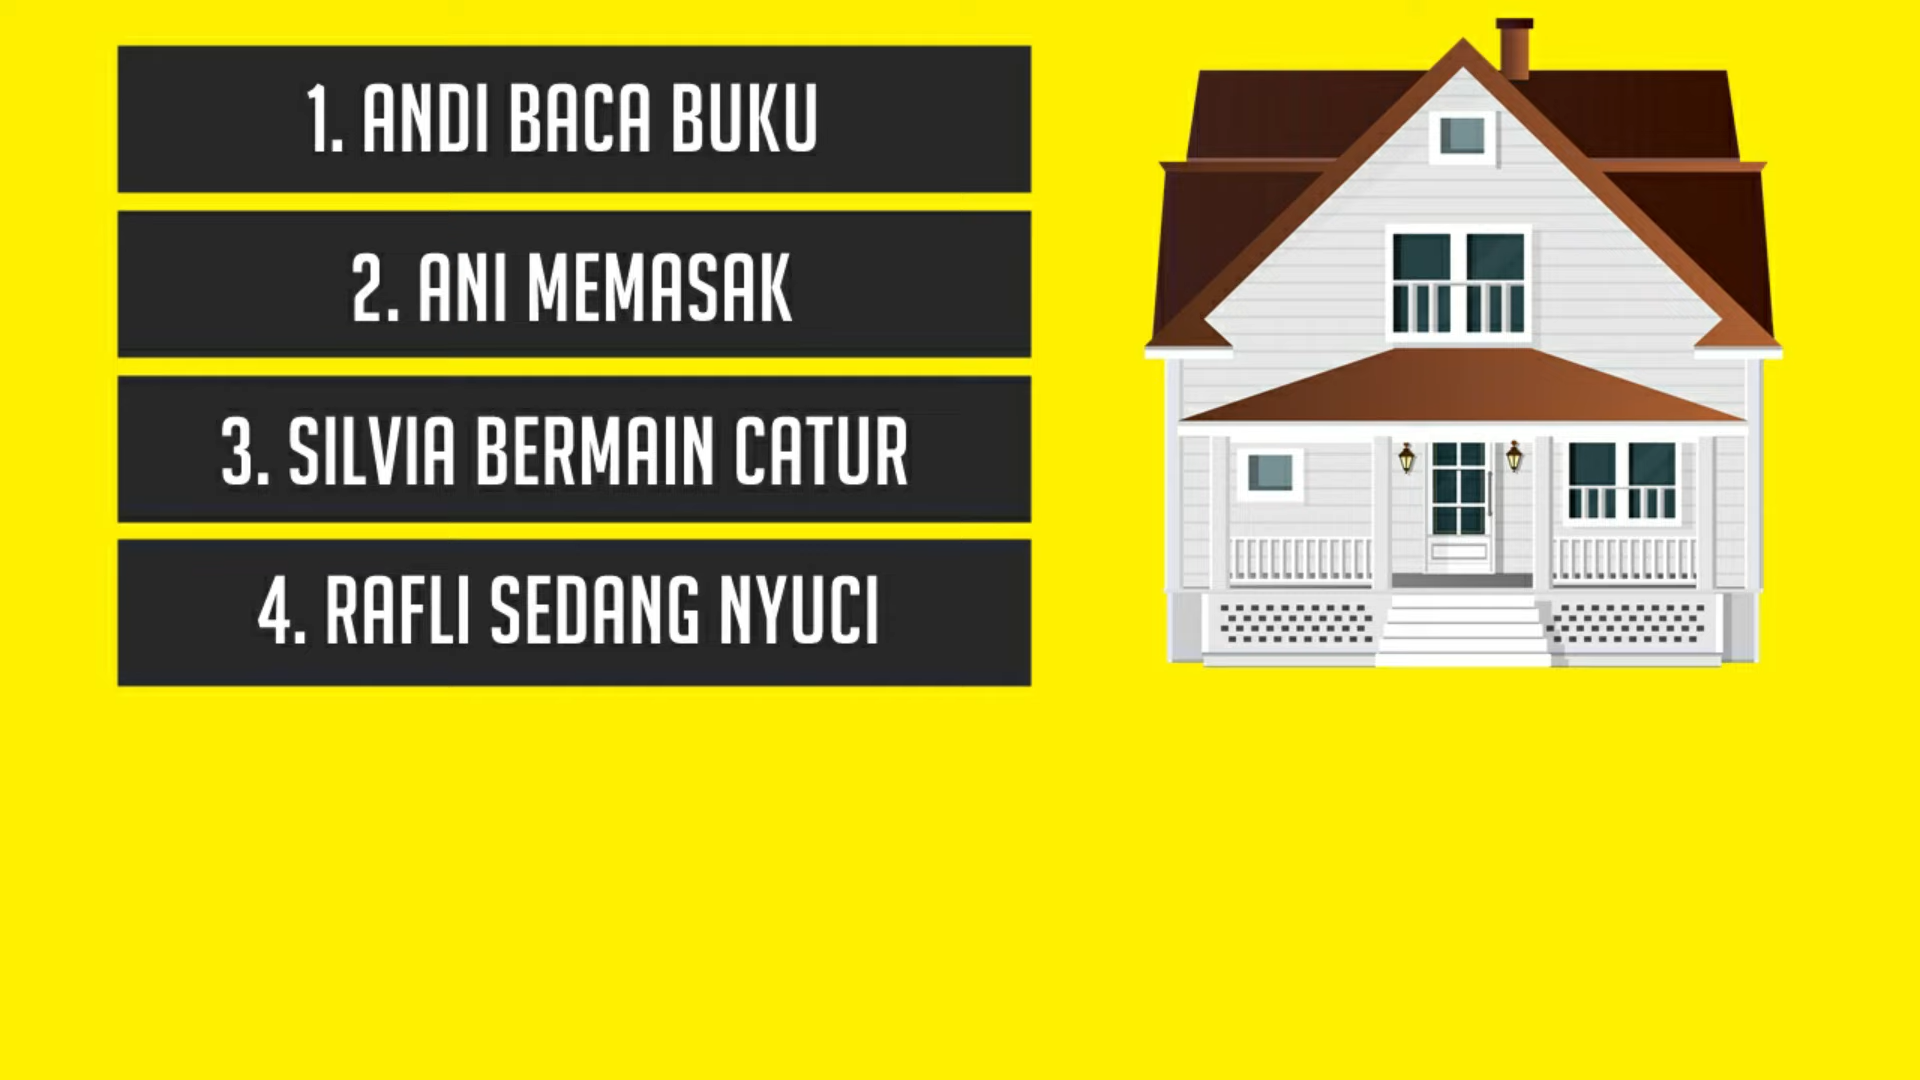 1. ANDI BACA BUKU
2. ANI MEMASAK
3. SILVIA BERMAIN CATUR
4. RAFLI SEDANG NYUCI